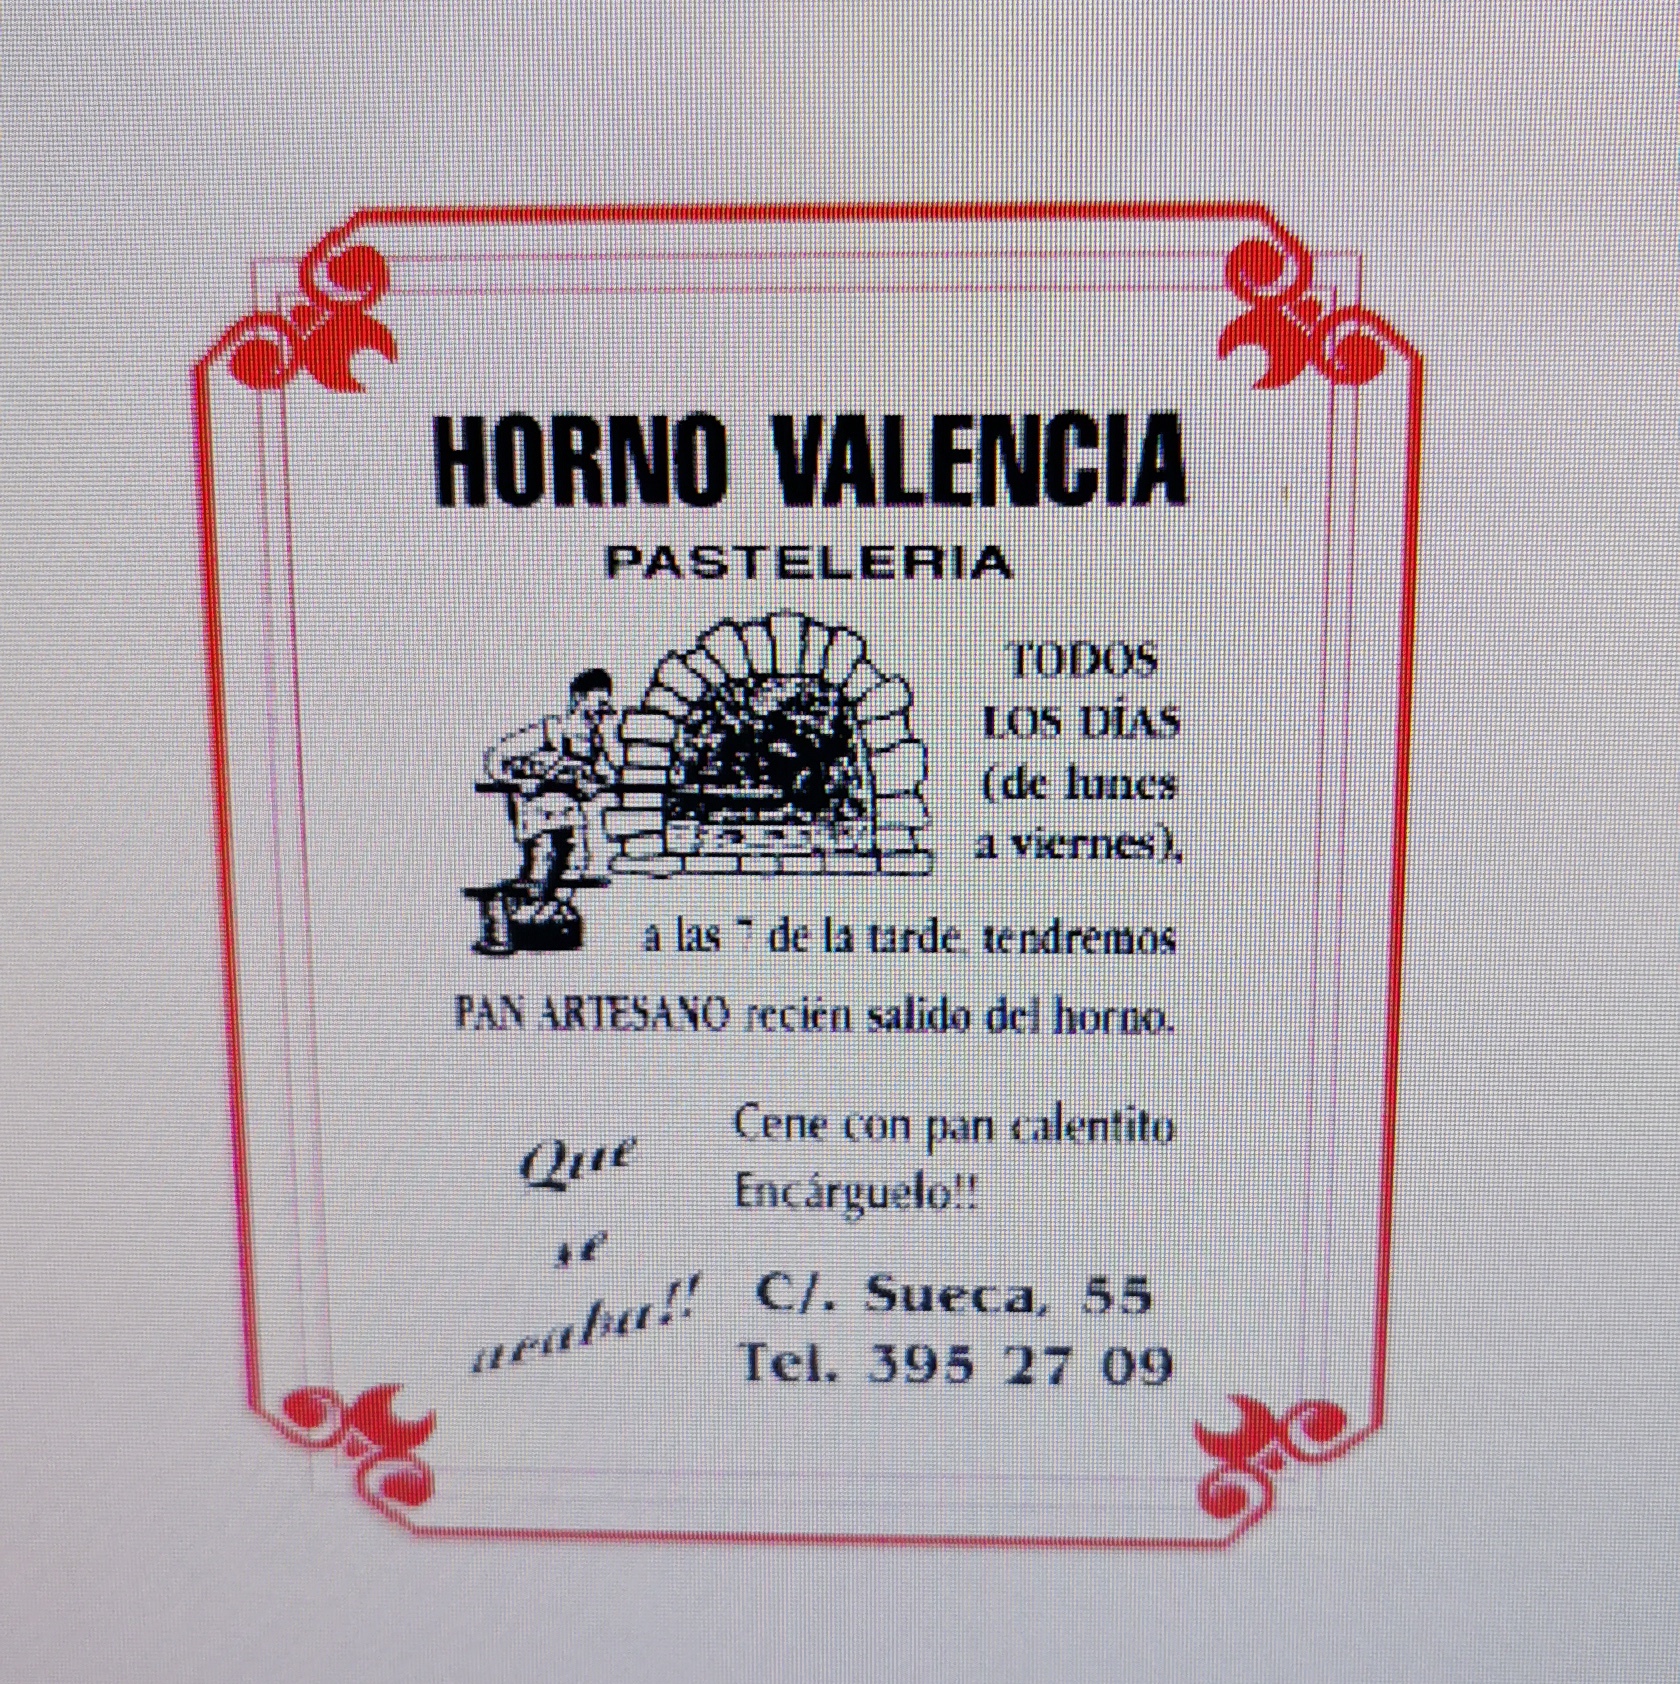 HORNO VALENCIA
PASTELERIA
TODOS
LOS DÍAS
(de lunes
a viernes),
a las 7 de la tarde, tendremos
PAN ARTESANO recién salido del horno.
Cene con pan calentito
Encárguelo!!
Que
se
acaba!!
C/. Sueca, 55
Tel. 395 27 09